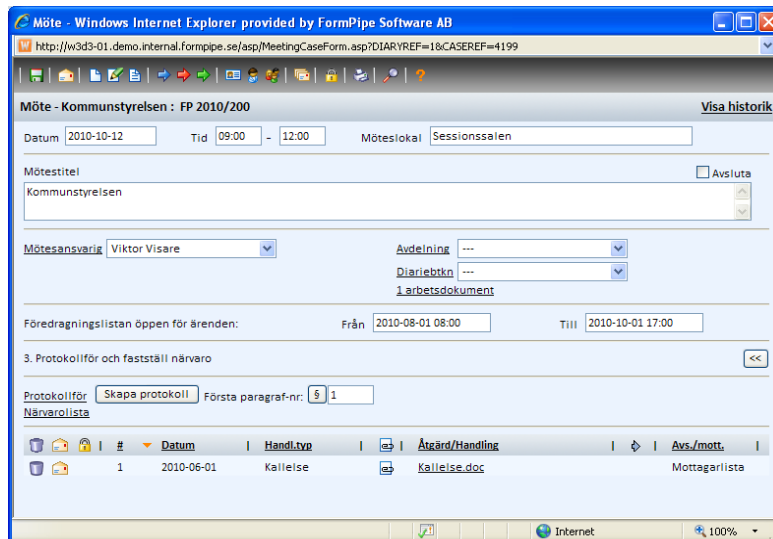 Möte - Windows Internet Explorer provided by FormPipe Software AB
http://w3d3-01.demo.internal.formpipe.se/asp/MeetingCaseForm.asp?DIARYREF=1&CASEREF=4199
Möte - Kommunstyrelsen : FP 2010/200 Visa historik
Datum 2010-10-12 Tid 09:00 - 12:00 Möteslokal Sessionssalen
Mötestitel Avsluta
Kommunstyrelsen
Mötesansvarig Viktor Visare Avdelning ---
Diariebtkn ---
1 arbetsdokument
Föredragningslistan öppen för ärenden: Från 2010-08-01 08:00 Till 2010-10-01 17:00
3. Protokollför och fastställ närvaro <<
Protokollför Skapa protokoll Första paragraf-nr: § 1
Närvarolista
# Datum Handl.typ Åtgärd/Handling Avs./mott.
1 2010-06-01 Kallelse Kallelse.doc Mottagarlista
Internet 100%